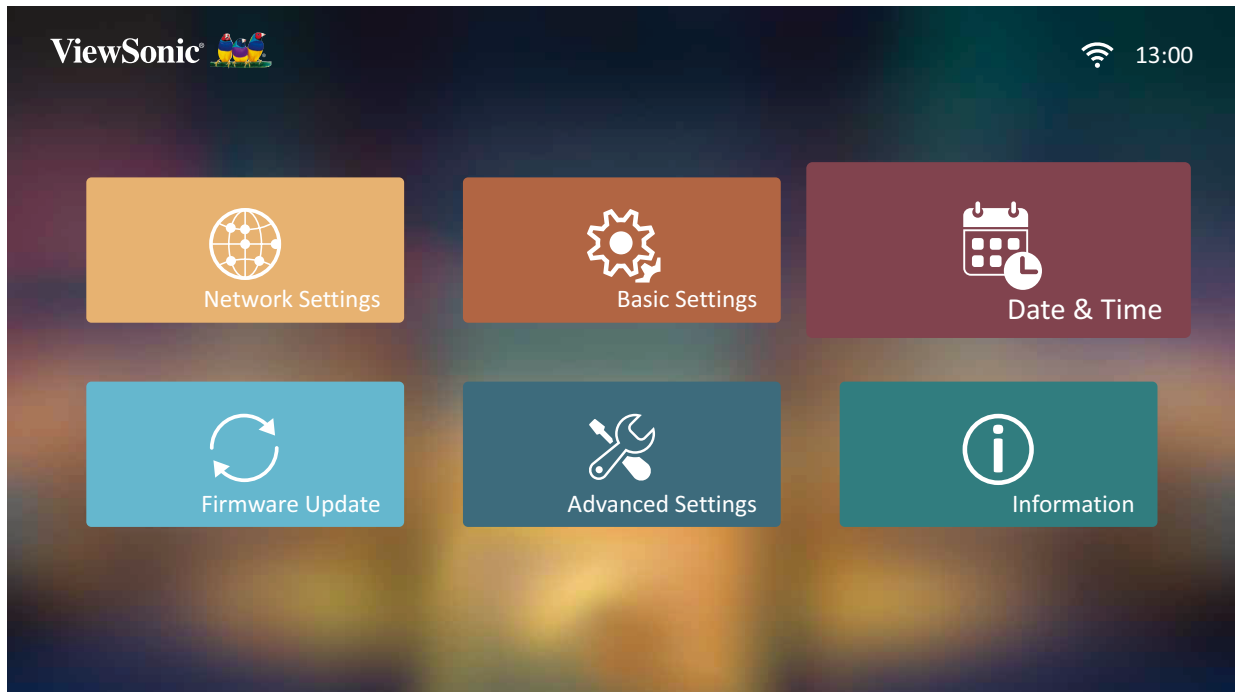 ViewSonic®
13:00
Network Settings
Basic Settings
Date & Time
Firmware Update
Advanced Settings
Information